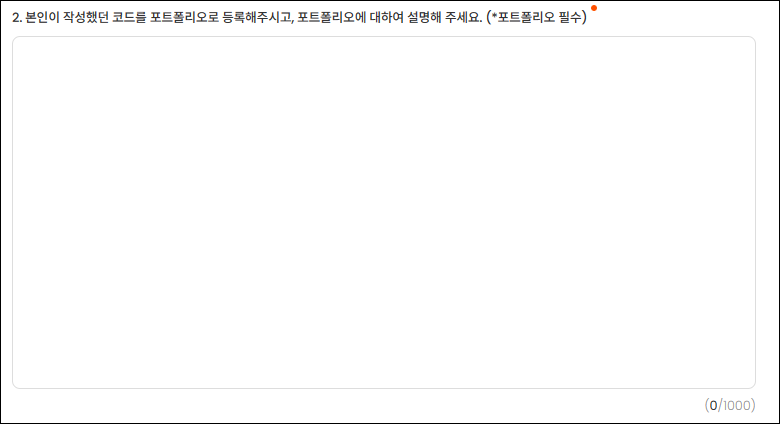 2. 본인이 작성했던 코드를 포트폴리오로 등록해주시고, 포트폴리오에 대하여 설명해 주세요. (*포트폴리오 필수)
(0/1000)